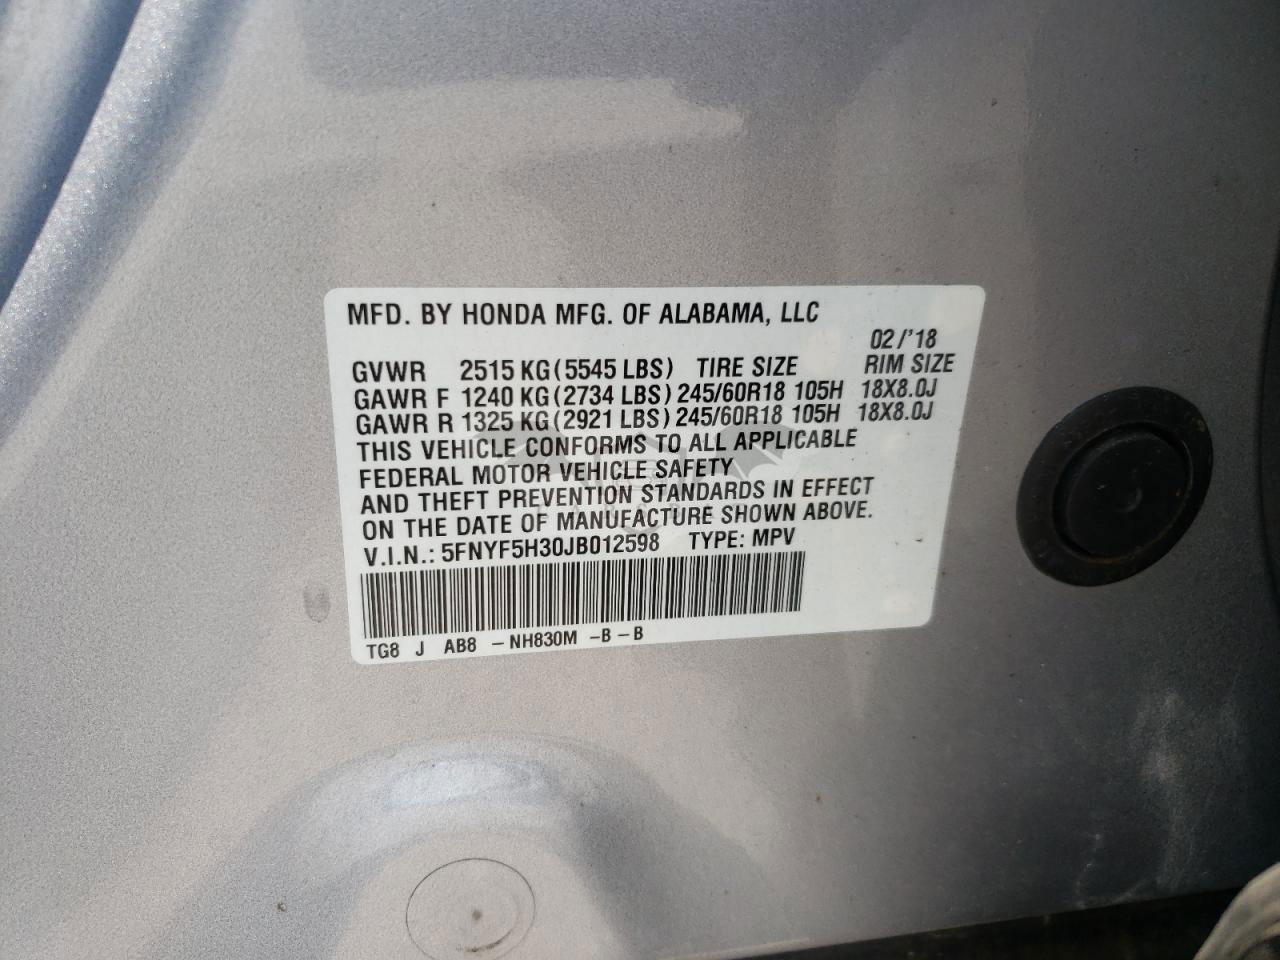 MFD. BY HONDA MFG. OF ALABAMA, LLC
02/'18
GVWR 2515 KG (5545 LBS) TIRE SIZE RIM SIZE
GAWR F 1240 KG (2734 LBS) 245/60R18 105H 18X8.0J
GAWR R 1325 KG (2921 LBS) 245/60R18 105H 18X8.0J
THIS VEHICLE CONFORMS TO ALL APPLICABLE
FEDERAL MOTOR VEHICLE SAFETY
AND THEFT PREVENTION STANDARDS IN EFFECT
ON THE DATE OF MANUFACTURE SHOWN ABOVE.
V.I.N.: 5FNYF5H30JB012598 TYPE: MPV
TG8 J AB8 -NH830M -B-B